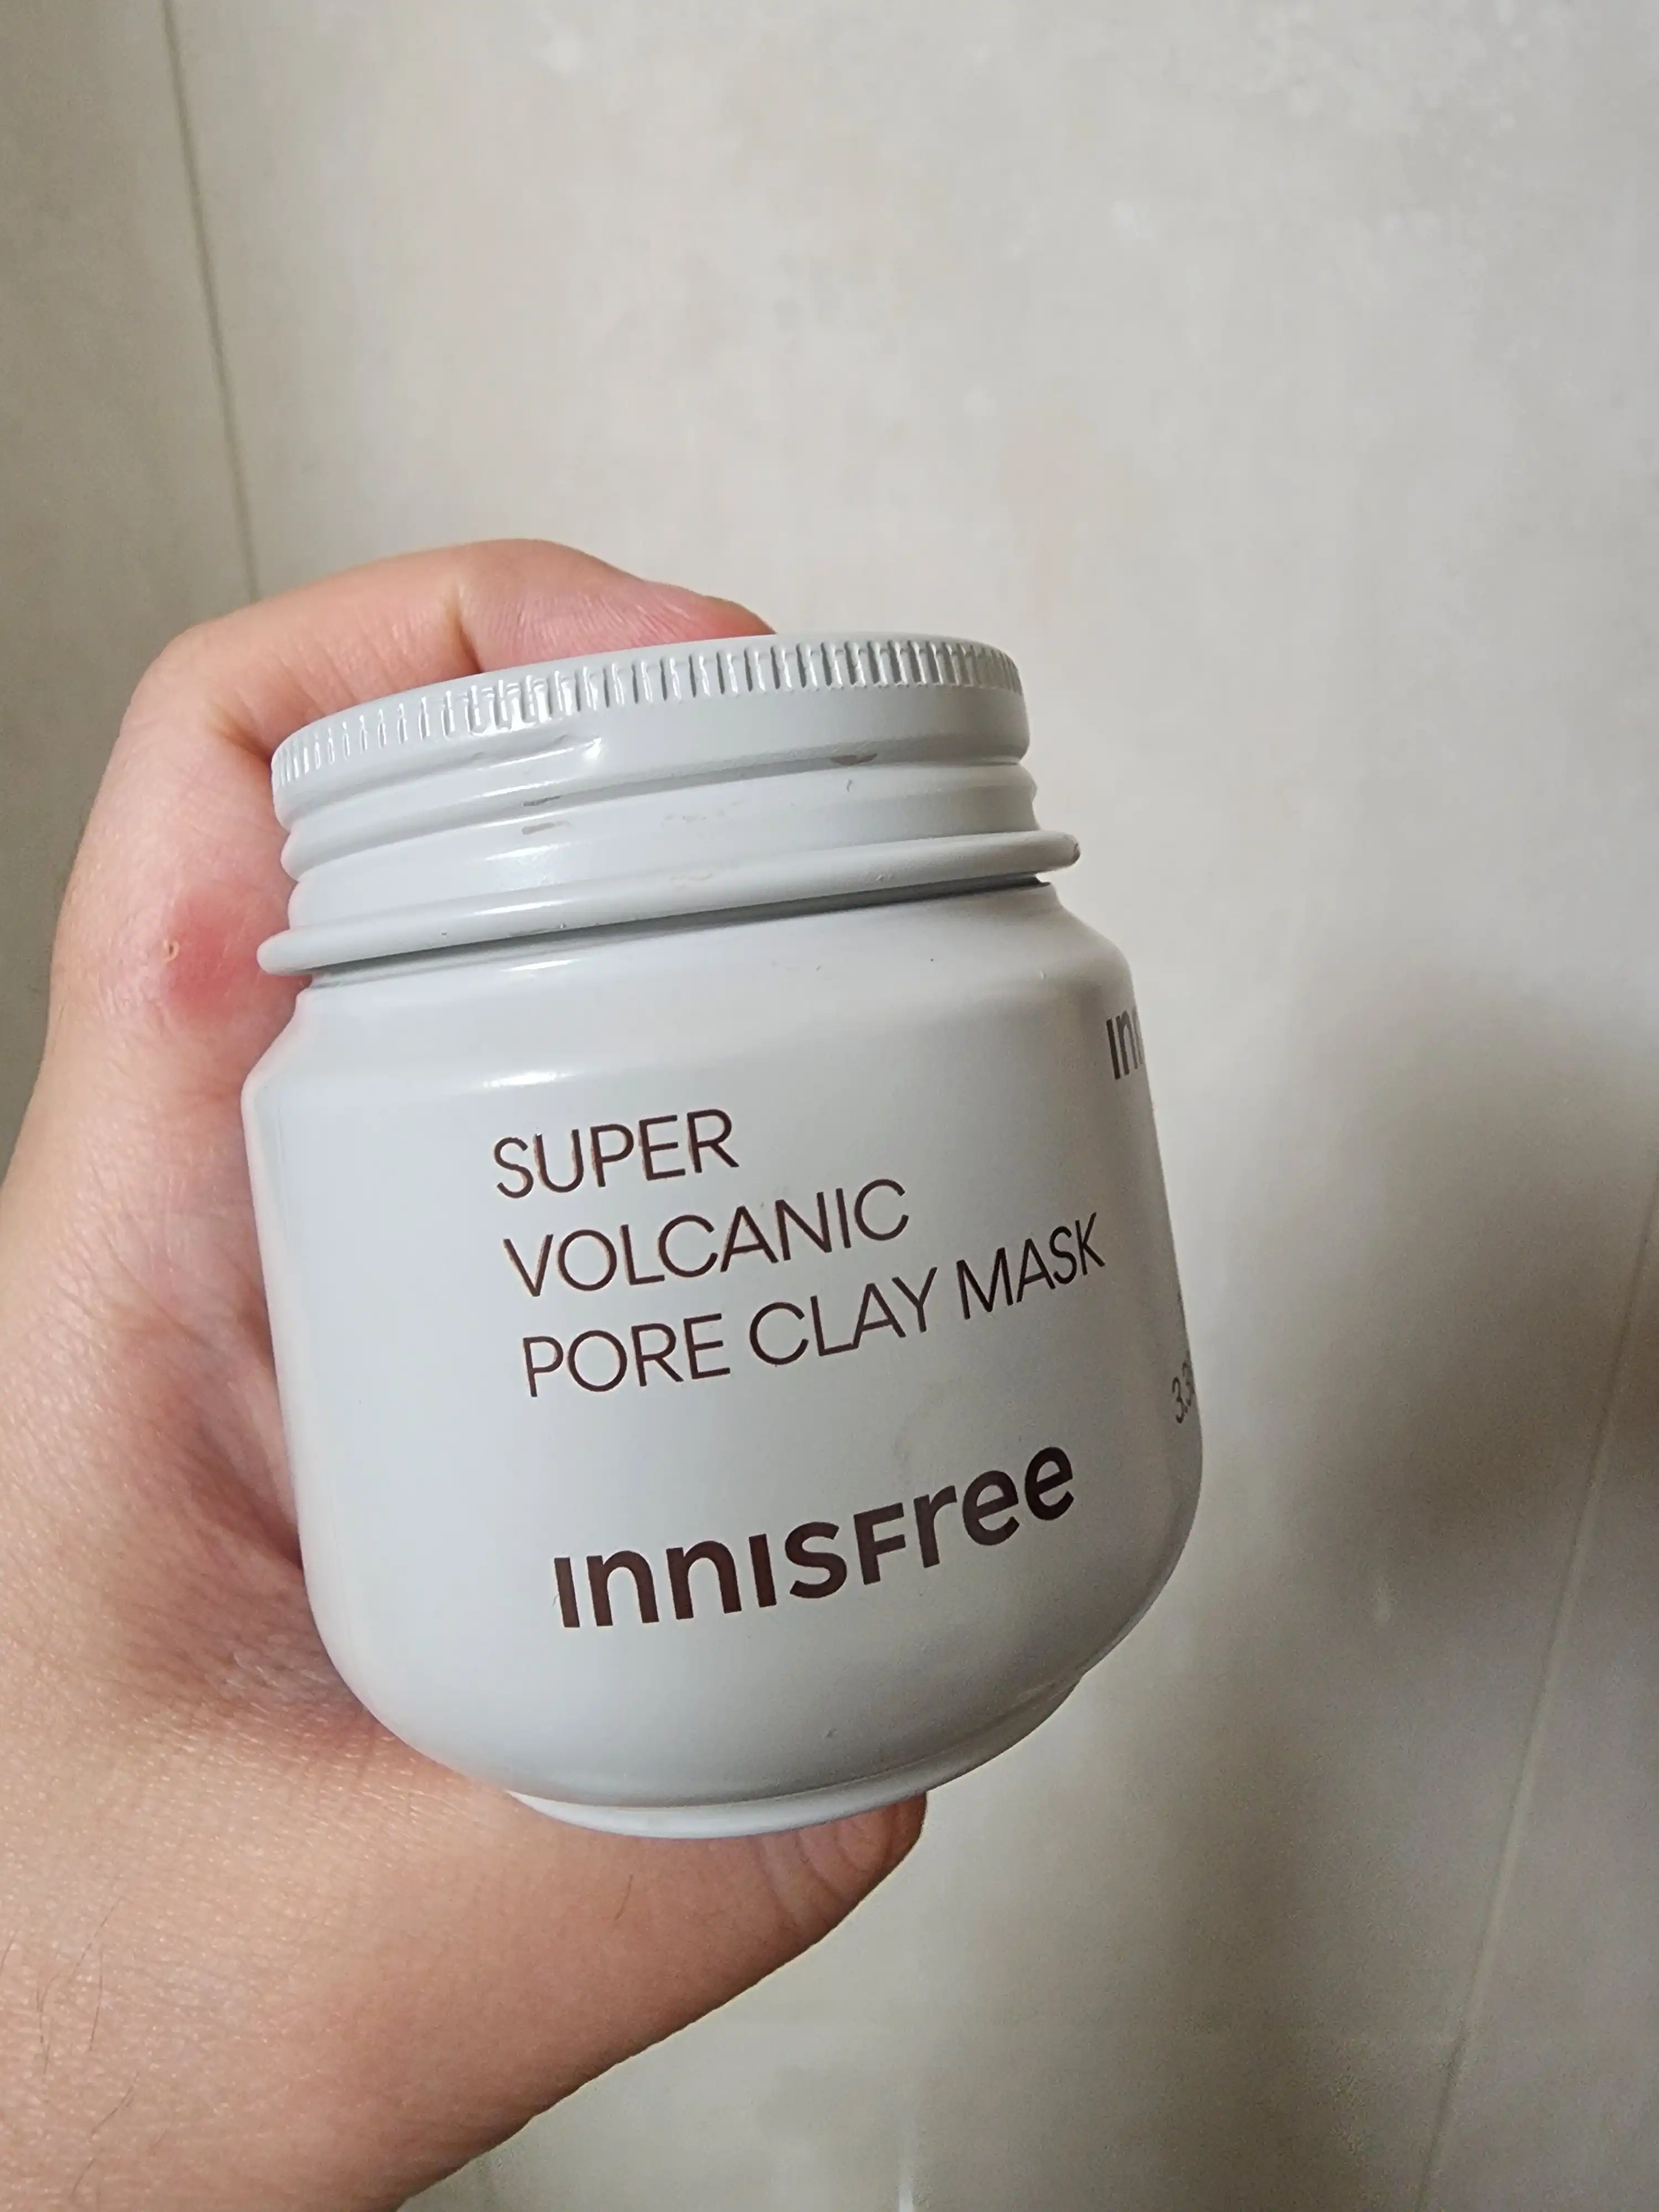 SUPER
VOLCANIC
PORE CLAY MASK
INNISFREE